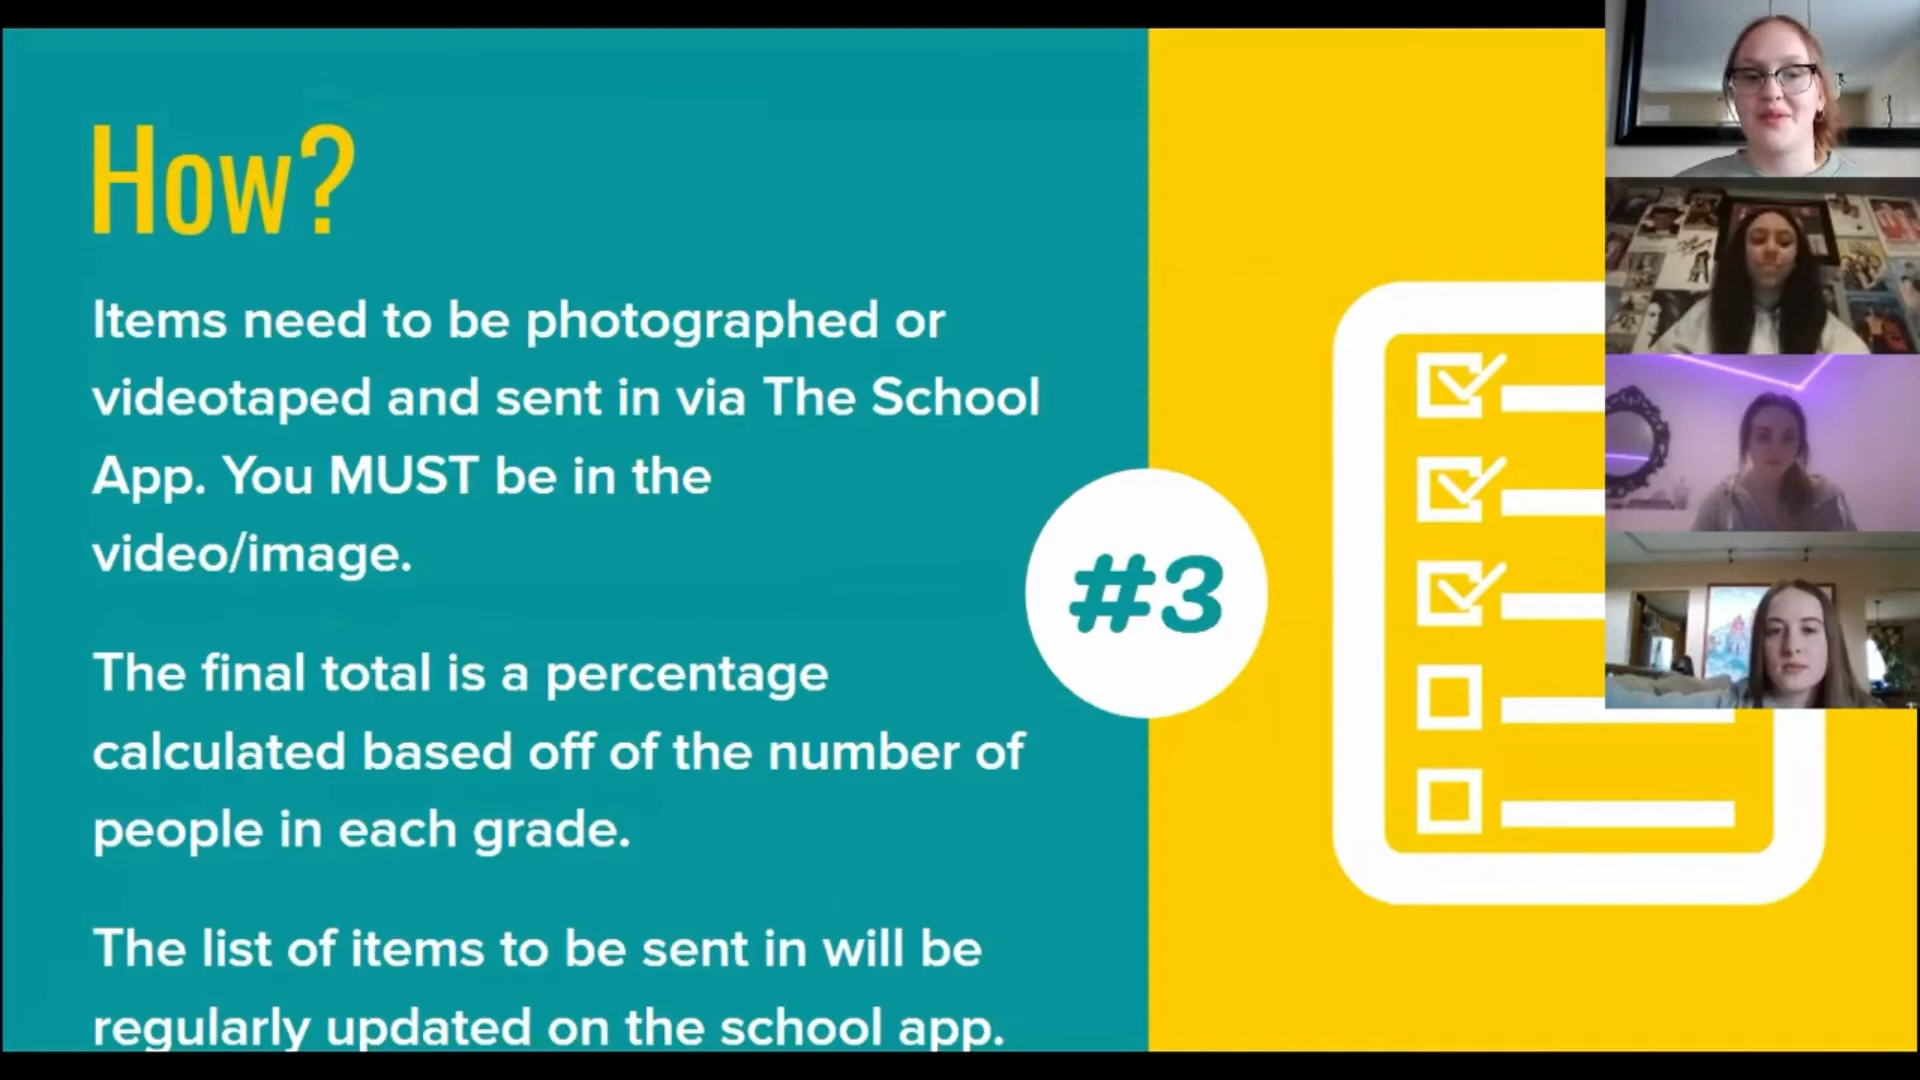 How?
Items need to be photographed or
videotaped and sent in via The School
App. You MUST be in the
video/image.
The final total is a percentage
calculated based off of the number of
people in each grade.
The list of items to be sent in will be
regularly updated on the school app.
#3